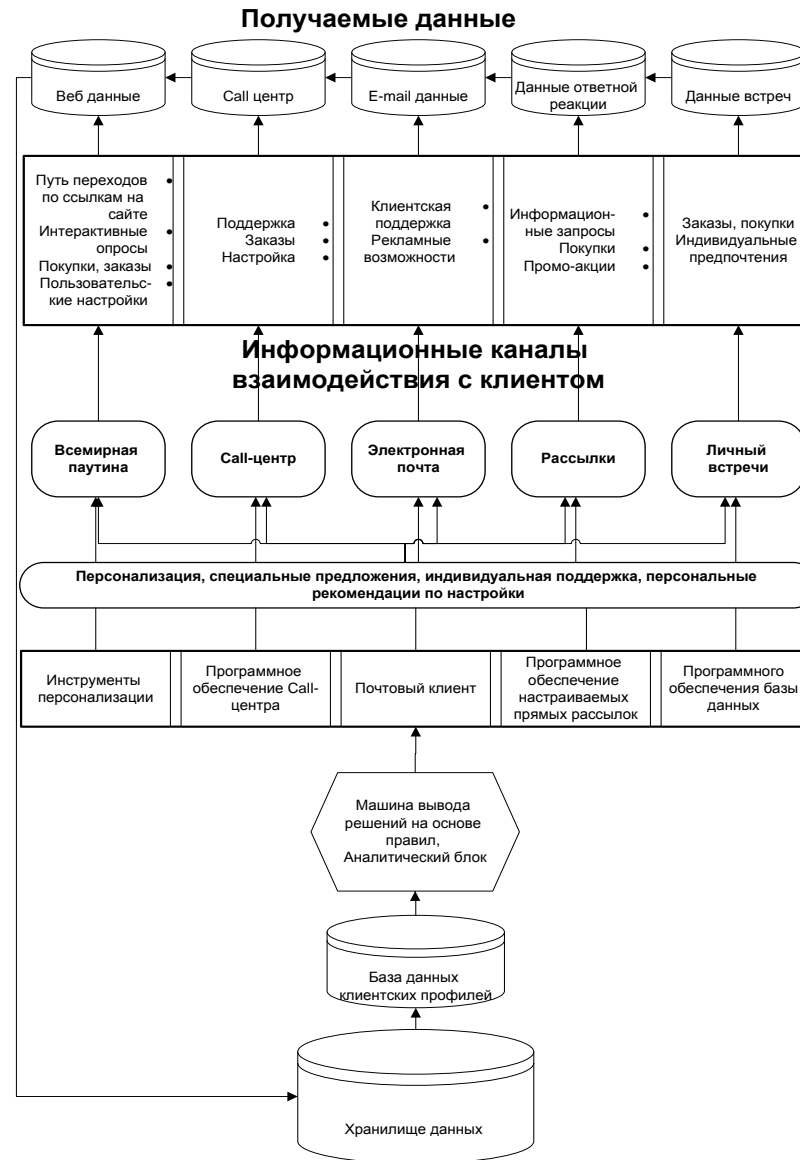 Получаемые данные
Веб данные
Call центр
E-mail данные
Данные ответной
реакции
Данные встреч
Путь переходов
по ссылкам на
сайте
Интерактивные
опросы
Покупки, заказы
Пользовательс-
кие настройки
Поддержка
Заказы
Настройка
Клиентская
поддержка
Рекламные
возможности
Информацион-
ные запросы
Покупки
Промо-акции
Заказы, покупки
Индивидуальные
предпочтения
Информационные каналы
взаимодействия с клиентом
Всемирная
паутина
Call-центр
Электронная
почта
Рассылки
Личный
встречи
Персонализация, специальные предложения, индивидуальная поддержка, персональные
рекомендации по настройки
Инструменты
персонализации
Программное
обеспечение Call-
центра
Почтовый клиент
Программное
обеспечение
настраиваемых
прямых рассылок
Программного
обеспечения базы
данных
Машина вывода
решений на основе
правил,
Аналитический блок
База данных
клиентских профилей
Хранилище данных